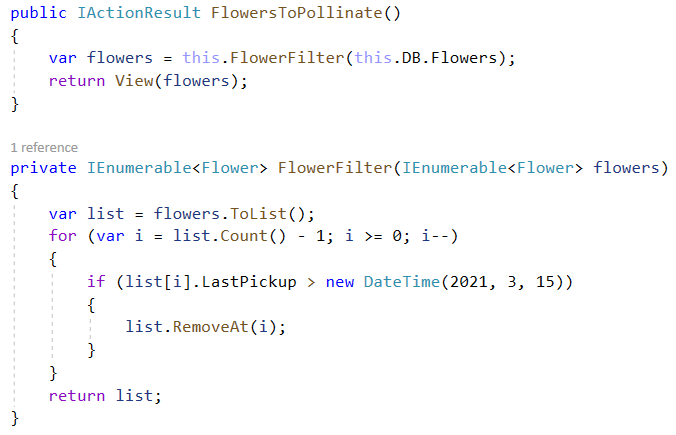 public IActionResult FlowersToPollinate()
{
    var flowers = this.FlowerFilter(this.DB.Flowers);
    return View(flowers);
}
1 reference
private IEnumerable<Flower> FlowerFilter(IEnumerable<Flower> flowers)
{
    var list = flowers.ToList();
    for (var i = list.Count() - 1; i >= 0; i--)
    {
        if (list[i].LastPickup > new DateTime(2021, 3, 15))
        {
            list.RemoveAt(i);
        }
    }
    return list;
}